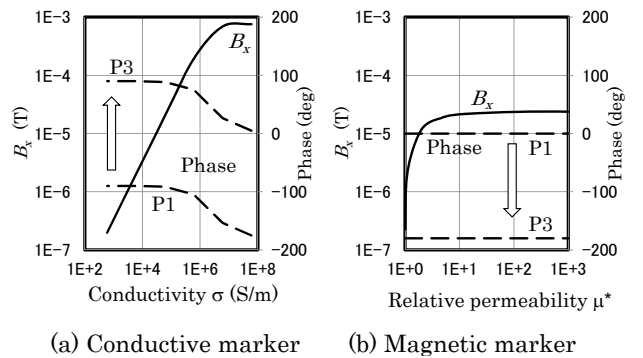 1E−3
1E−4
1E−5
1E−6
1E−7
B_x (T)
200
100
0
−100
−200
Phase (deg)
P3
B_x
Phase
P1
1E+2
1E+4
1E+6
1E+8
Conductivity σ (S/m)
(a) Conductive marker
1E−3
1E−4
1E−5
1E−6
1E−7
B_x (T)
200
100
0
−100
−200
Phase (deg)
B_x
Phase
P1
P3
1E+0
1E+1
1E+2
1E+3
Relative permeability μ*
(b) Magnetic marker